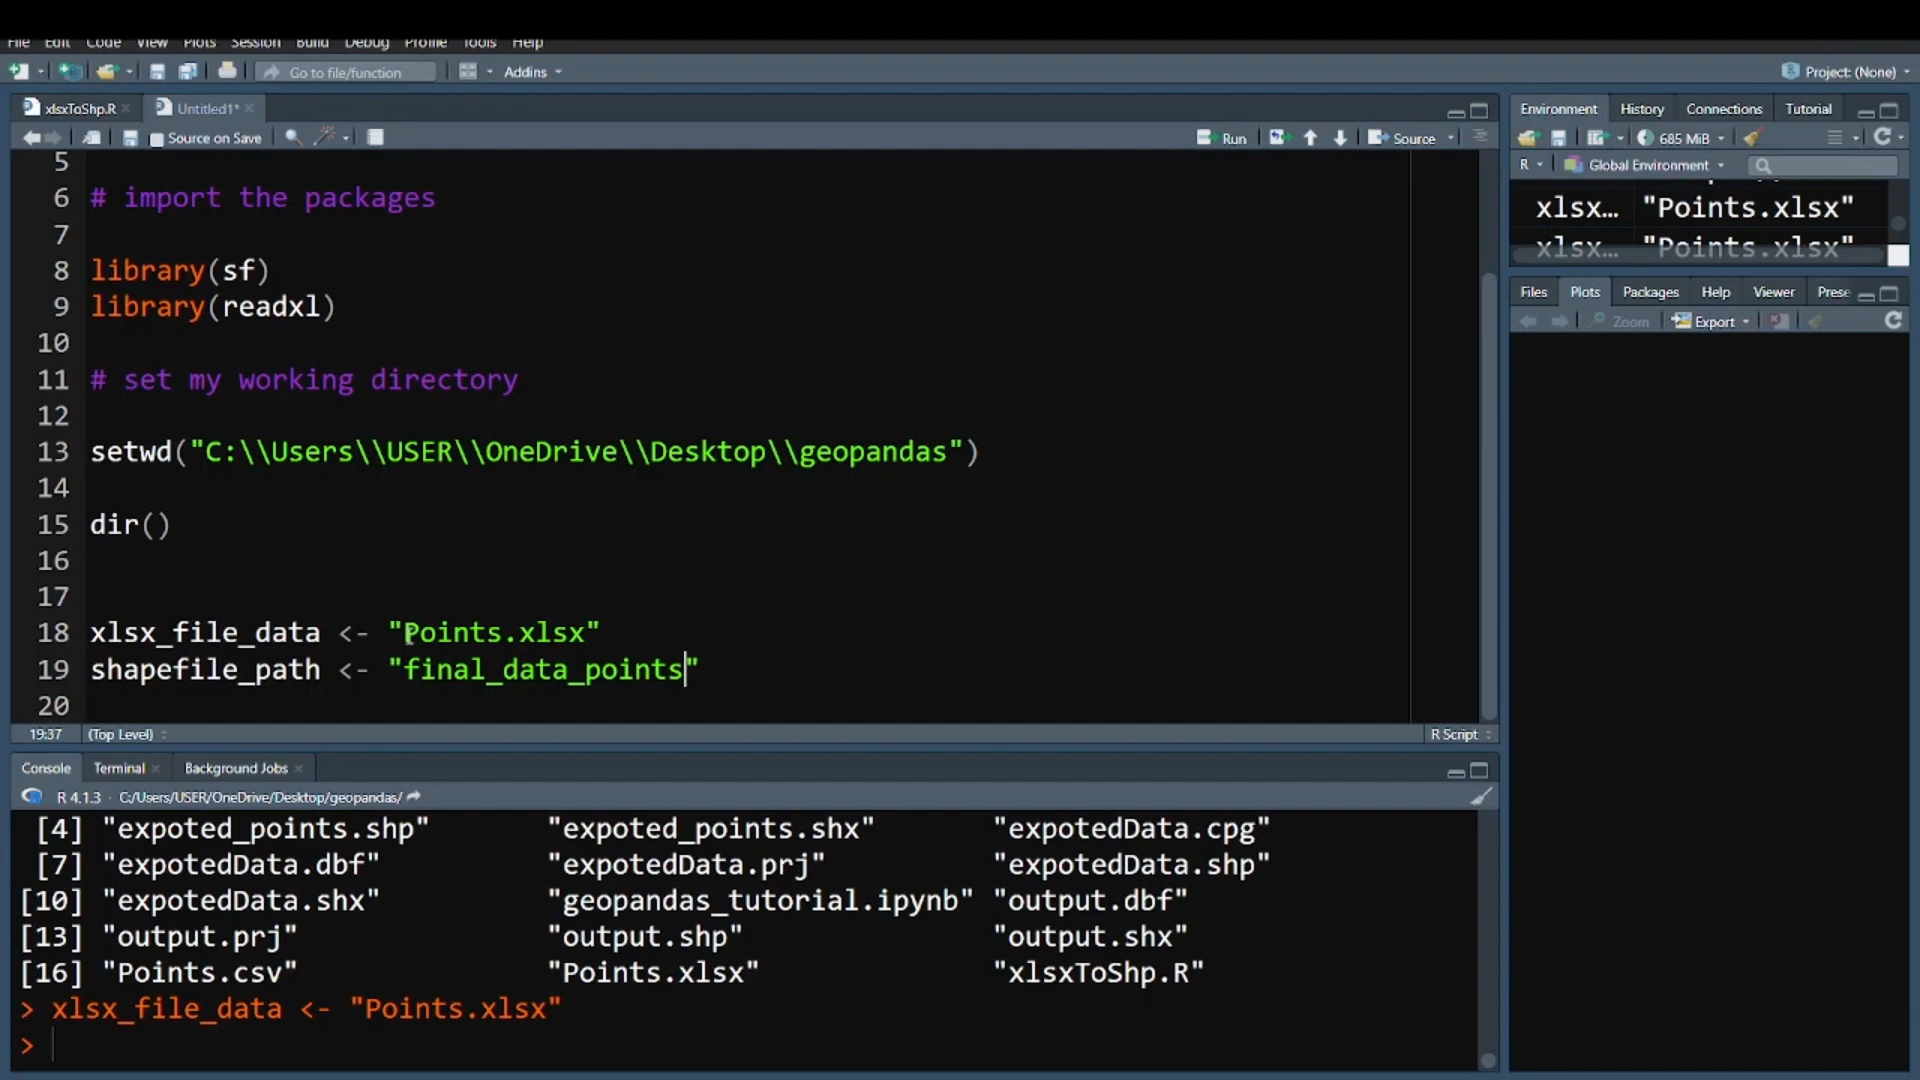 File Edit Code View Plots Session Build Debug Profile Tools Help
Go to file/function Addins Project: (None)
xlsxToShp.R Untitled1*
Source on Save Run Source
5
6 # import the packages
7
8 library(sf)
9 library(readxl)
10
11 # set my working directory
12
13 setwd("C:\\Users\\USER\\OneDrive\\Desktop\\geopandas")
14
15 dir()
16
17
18 xlsx_file_data <- "Points.xlsx"
19 shapefile_path <- "final_data_points"
20
19:37 (Top Level) R Script
Console Terminal Background Jobs
R 4.1.3 · C:/Users/USER/OneDrive/Desktop/geopandas/
[4] "expoted_points.shp" "expoted_points.shx" "expotedData.cpg"
[7] "expotedData.dbf" "expotedData.prj" "expotedData.shp"
[10] "expotedData.shx" "geopandas_tutorial.ipynb" "output.dbf"
[13] "output.prj" "output.shp" "output.shx"
[16] "Points.csv" "Points.xlsx" "xlsxToShp.R"
> xlsx_file_data <- "Points.xlsx"
>
Environment History Connections Tutorial
685 MiB
R Global Environment
xlsx... "Points.xlsx"
xlsx... "Points.xlsx"
Files Plots Packages Help Viewer Prese
Zoom Export